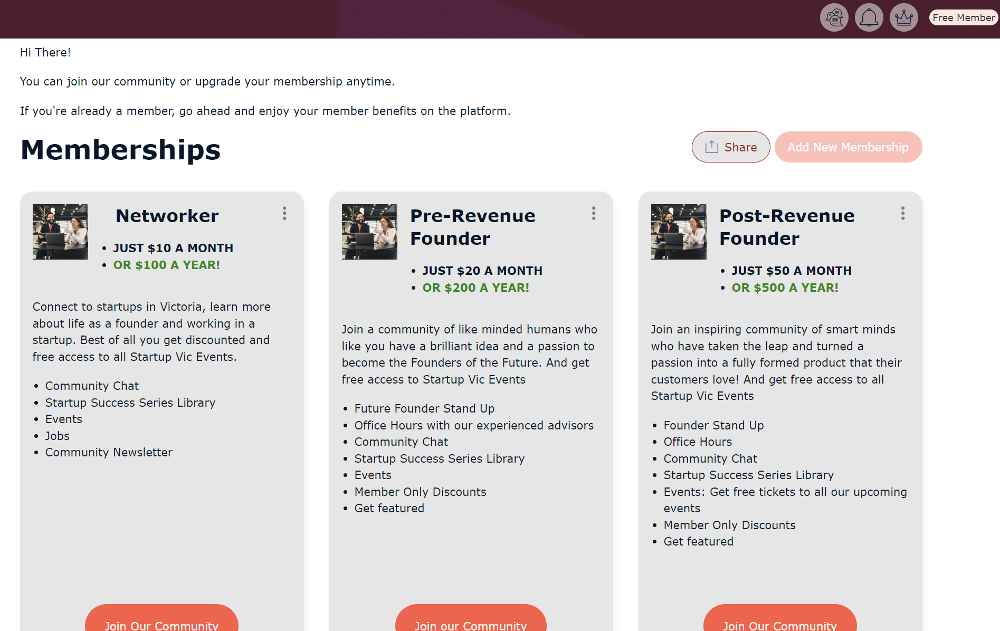 Free Member
Hi There!
You can join our community or upgrade your membership anytime.
If you're already a member, go ahead and enjoy your member benefits on the platform.
Memberships
Share
Add New Membership
Networker
JUST $10 A MONTH
OR $100 A YEAR!
Connect to startups in Victoria, learn more
about life as a founder and working in a
startup. Best of all you get discounted and
free access to all Startup Vic Events.
Community Chat
Startup Success Series Library
Events
Jobs
Community Newsletter
Join Our Community
Pre-Revenue
Founder
JUST $20 A MONTH
OR $200 A YEAR!
Join a community of like minded humans who
like you have a brilliant idea and a passion to
become the Founders of the Future. And get
free access to Startup Vic Events
Future Founder Stand Up
Office Hours with our experienced advisors
Community Chat
Startup Success Series Library
Events
Member Only Discounts
Get featured
Join our Community
Post-Revenue
Founder
JUST $50 A MONTH
OR $500 A YEAR!
Join an inspiring community of smart minds
who have taken the leap and turned a
passion into a fully formed product that their
customers love! And get free access to all
Startup Vic Events
Founder Stand Up
Office Hours
Community Chat
Startup Success Series Library
Events: Get free tickets to all our upcoming
events
Member Only Discounts
Get featured
Join Our Community